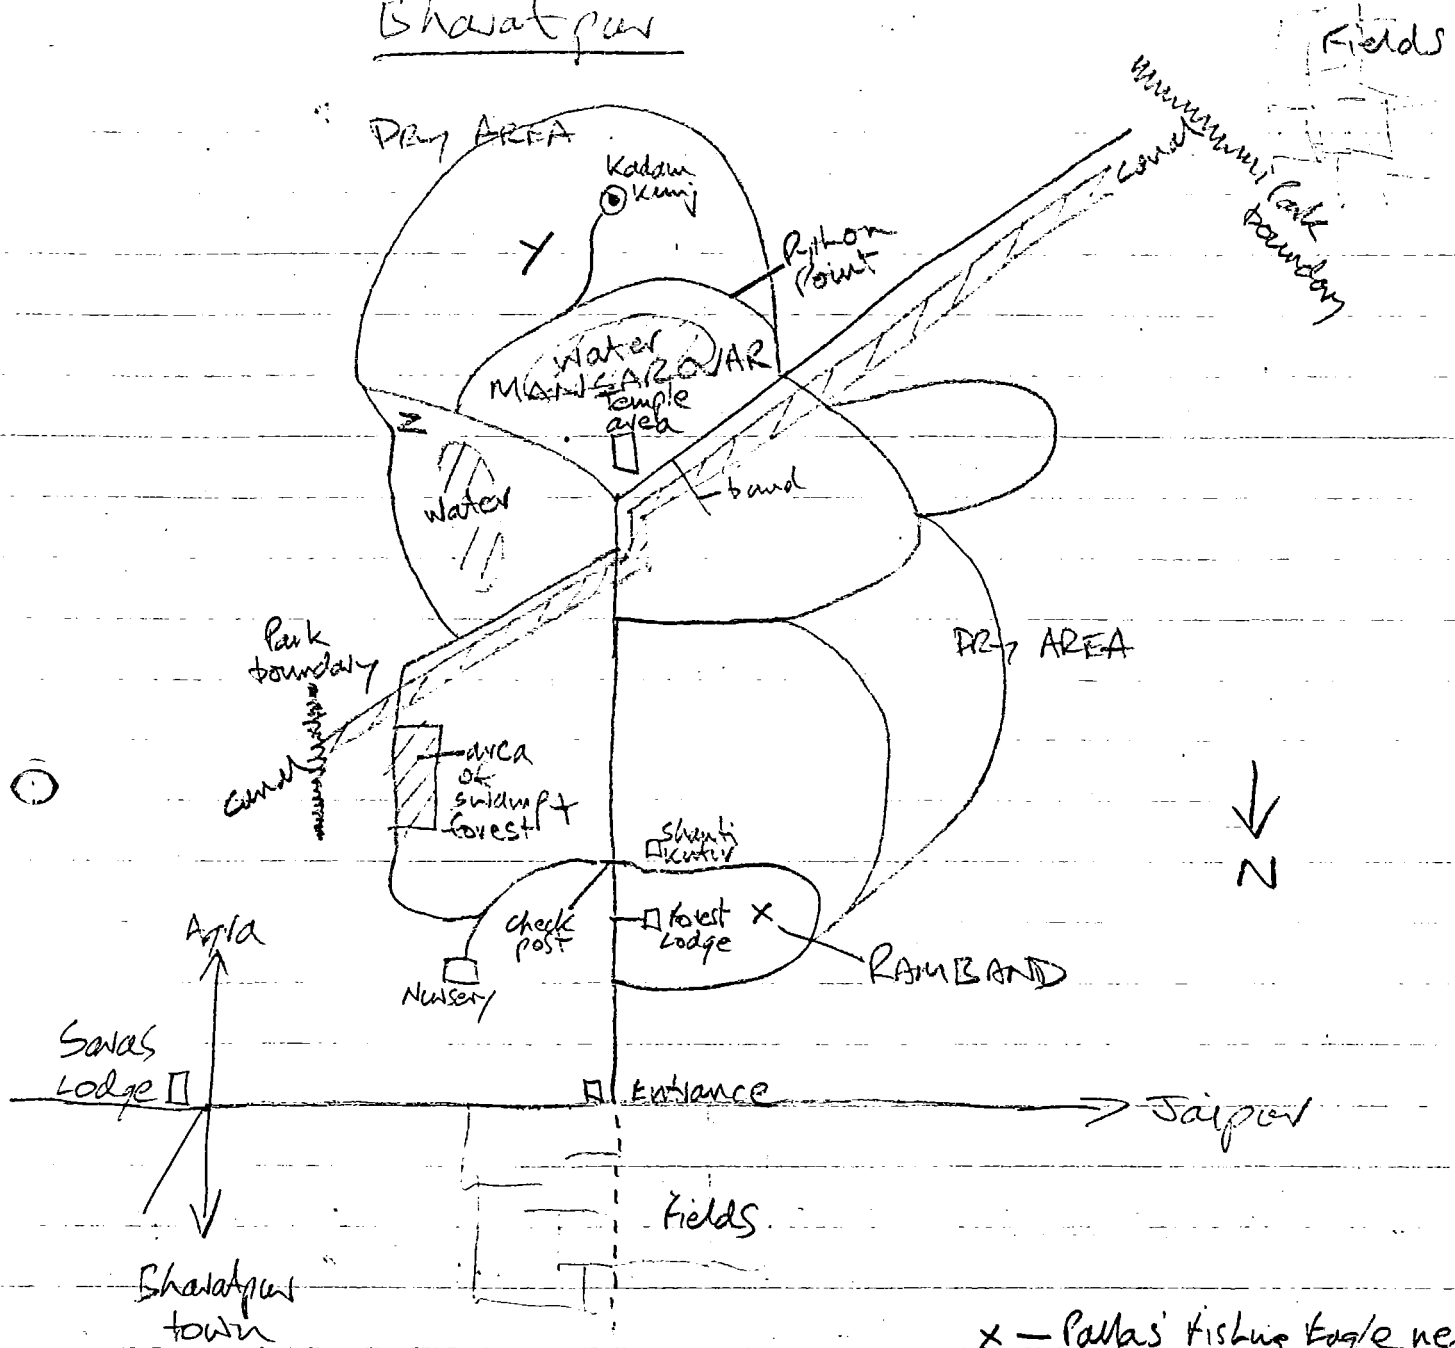 Bharatpur
Fields
DRY AREA
Kadam
Kunj
canal
Park
boundary
Y
Python
Point
Water
MANSAROVAR
Temple
area
Z
band
Water
Park
boundary
DRY AREA
area
of
swamp +
forest
canal
Shanti
Kutir
N
Agra
check
post
Forest
Lodge
X
RAMBAND
Nursery
Saras
Lodge
Entrance
Jaipur
Fields.
Bharatpur
town
x — Pallas' Fishing Eagle ne